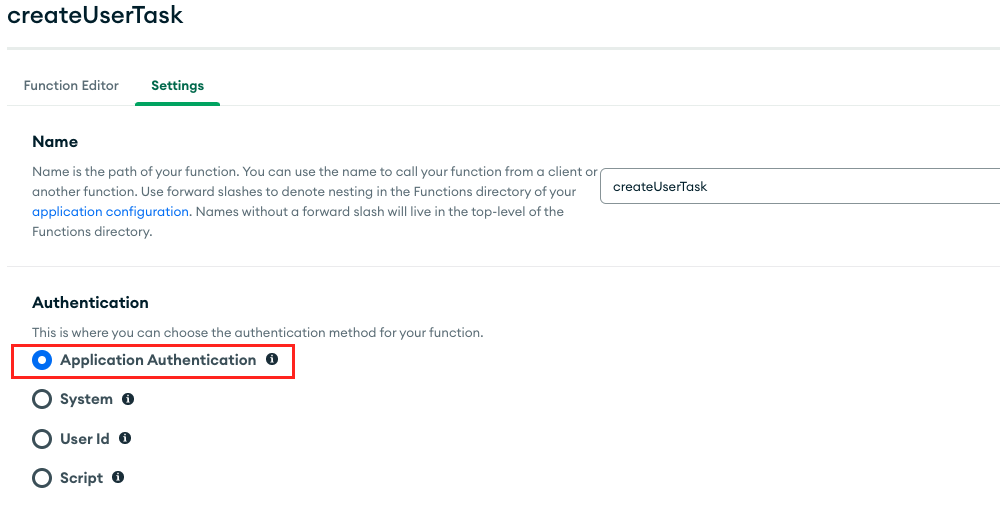 createUserTask
Function Editor
Settings
Name
Name is the path of your function. You can use the name to call your function from a client or
another function. Use forward slashes to denote nesting in the Functions directory of your
application configuration. Names without a forward slash will live in the top-level of the
Functions directory.
createUserTask
Authentication
This is where you can choose the authentication method for your function.
Application Authentication
System
User Id
Script